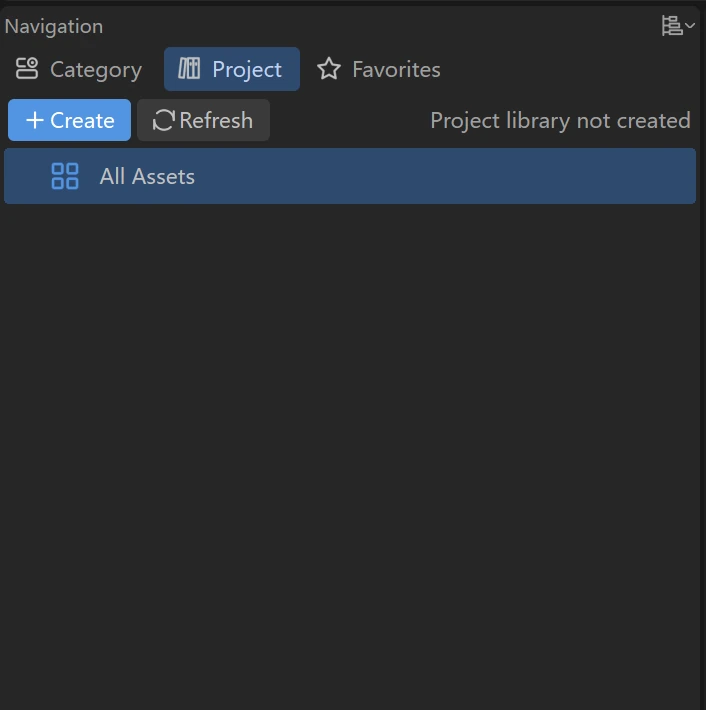 Navigation
Category Project Favorites
Create Refresh Project library not created
All Assets